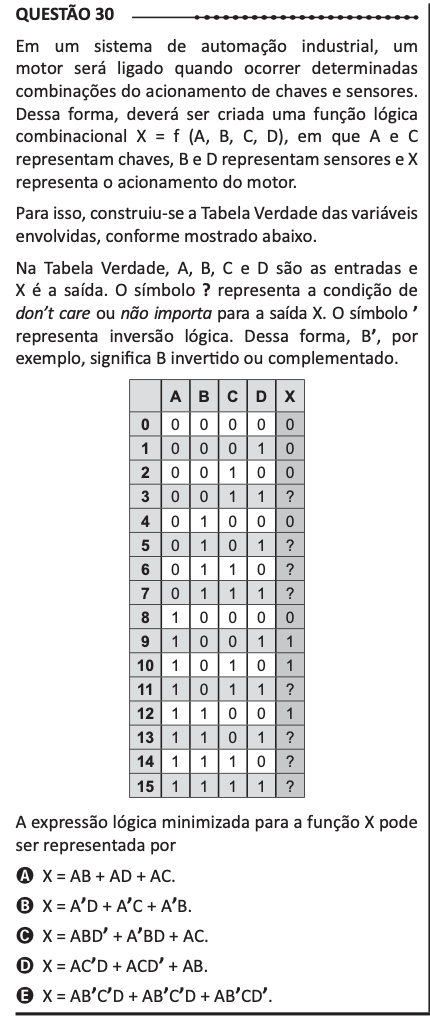 QUESTÃO 30
Em um sistema de automação industrial, um
motor será ligado quando ocorrer determinadas
combinações do acionamento de chaves e sensores.
Dessa forma, deverá ser criada uma função lógica
combinacional X = f (A, B, C, D), em que A e C
representam chaves, B e D representam sensores e X
representa o acionamento do motor.
Para isso, construiu-se a Tabela Verdade das variáveis
envolvidas, conforme mostrado abaixo.
Na Tabela Verdade, A, B, C e D são as entradas e
X é a saída. O símbolo ? representa a condição de
don’t care ou não importa para a saída X. O símbolo ’
representa inversão lógica. Dessa forma, B’, por
exemplo, significa B invertido ou complementado.
A B C D X
0 0 0 0 0 0
1 0 0 0 1 0
2 0 0 1 0 0
3 0 0 1 1 ?
4 0 1 0 0 0
5 0 1 0 1 ?
6 0 1 1 0 ?
7 0 1 1 1 ?
8 1 0 0 0 0
9 1 0 0 1 1
10 1 0 1 0 1
11 1 0 1 1 ?
12 1 1 0 0 1
13 1 1 0 1 ?
14 1 1 1 0 ?
15 1 1 1 1 ?
A expressão lógica minimizada para a função X pode
ser representada por
A X = AB + AD + AC.
B X = A’D + A’C + A’B.
C X = ABD’ + A’BD + AC.
D X = AC’D + ACD’ + AB.
E X = AB’C’D + AB’C’D + AB’CD’.